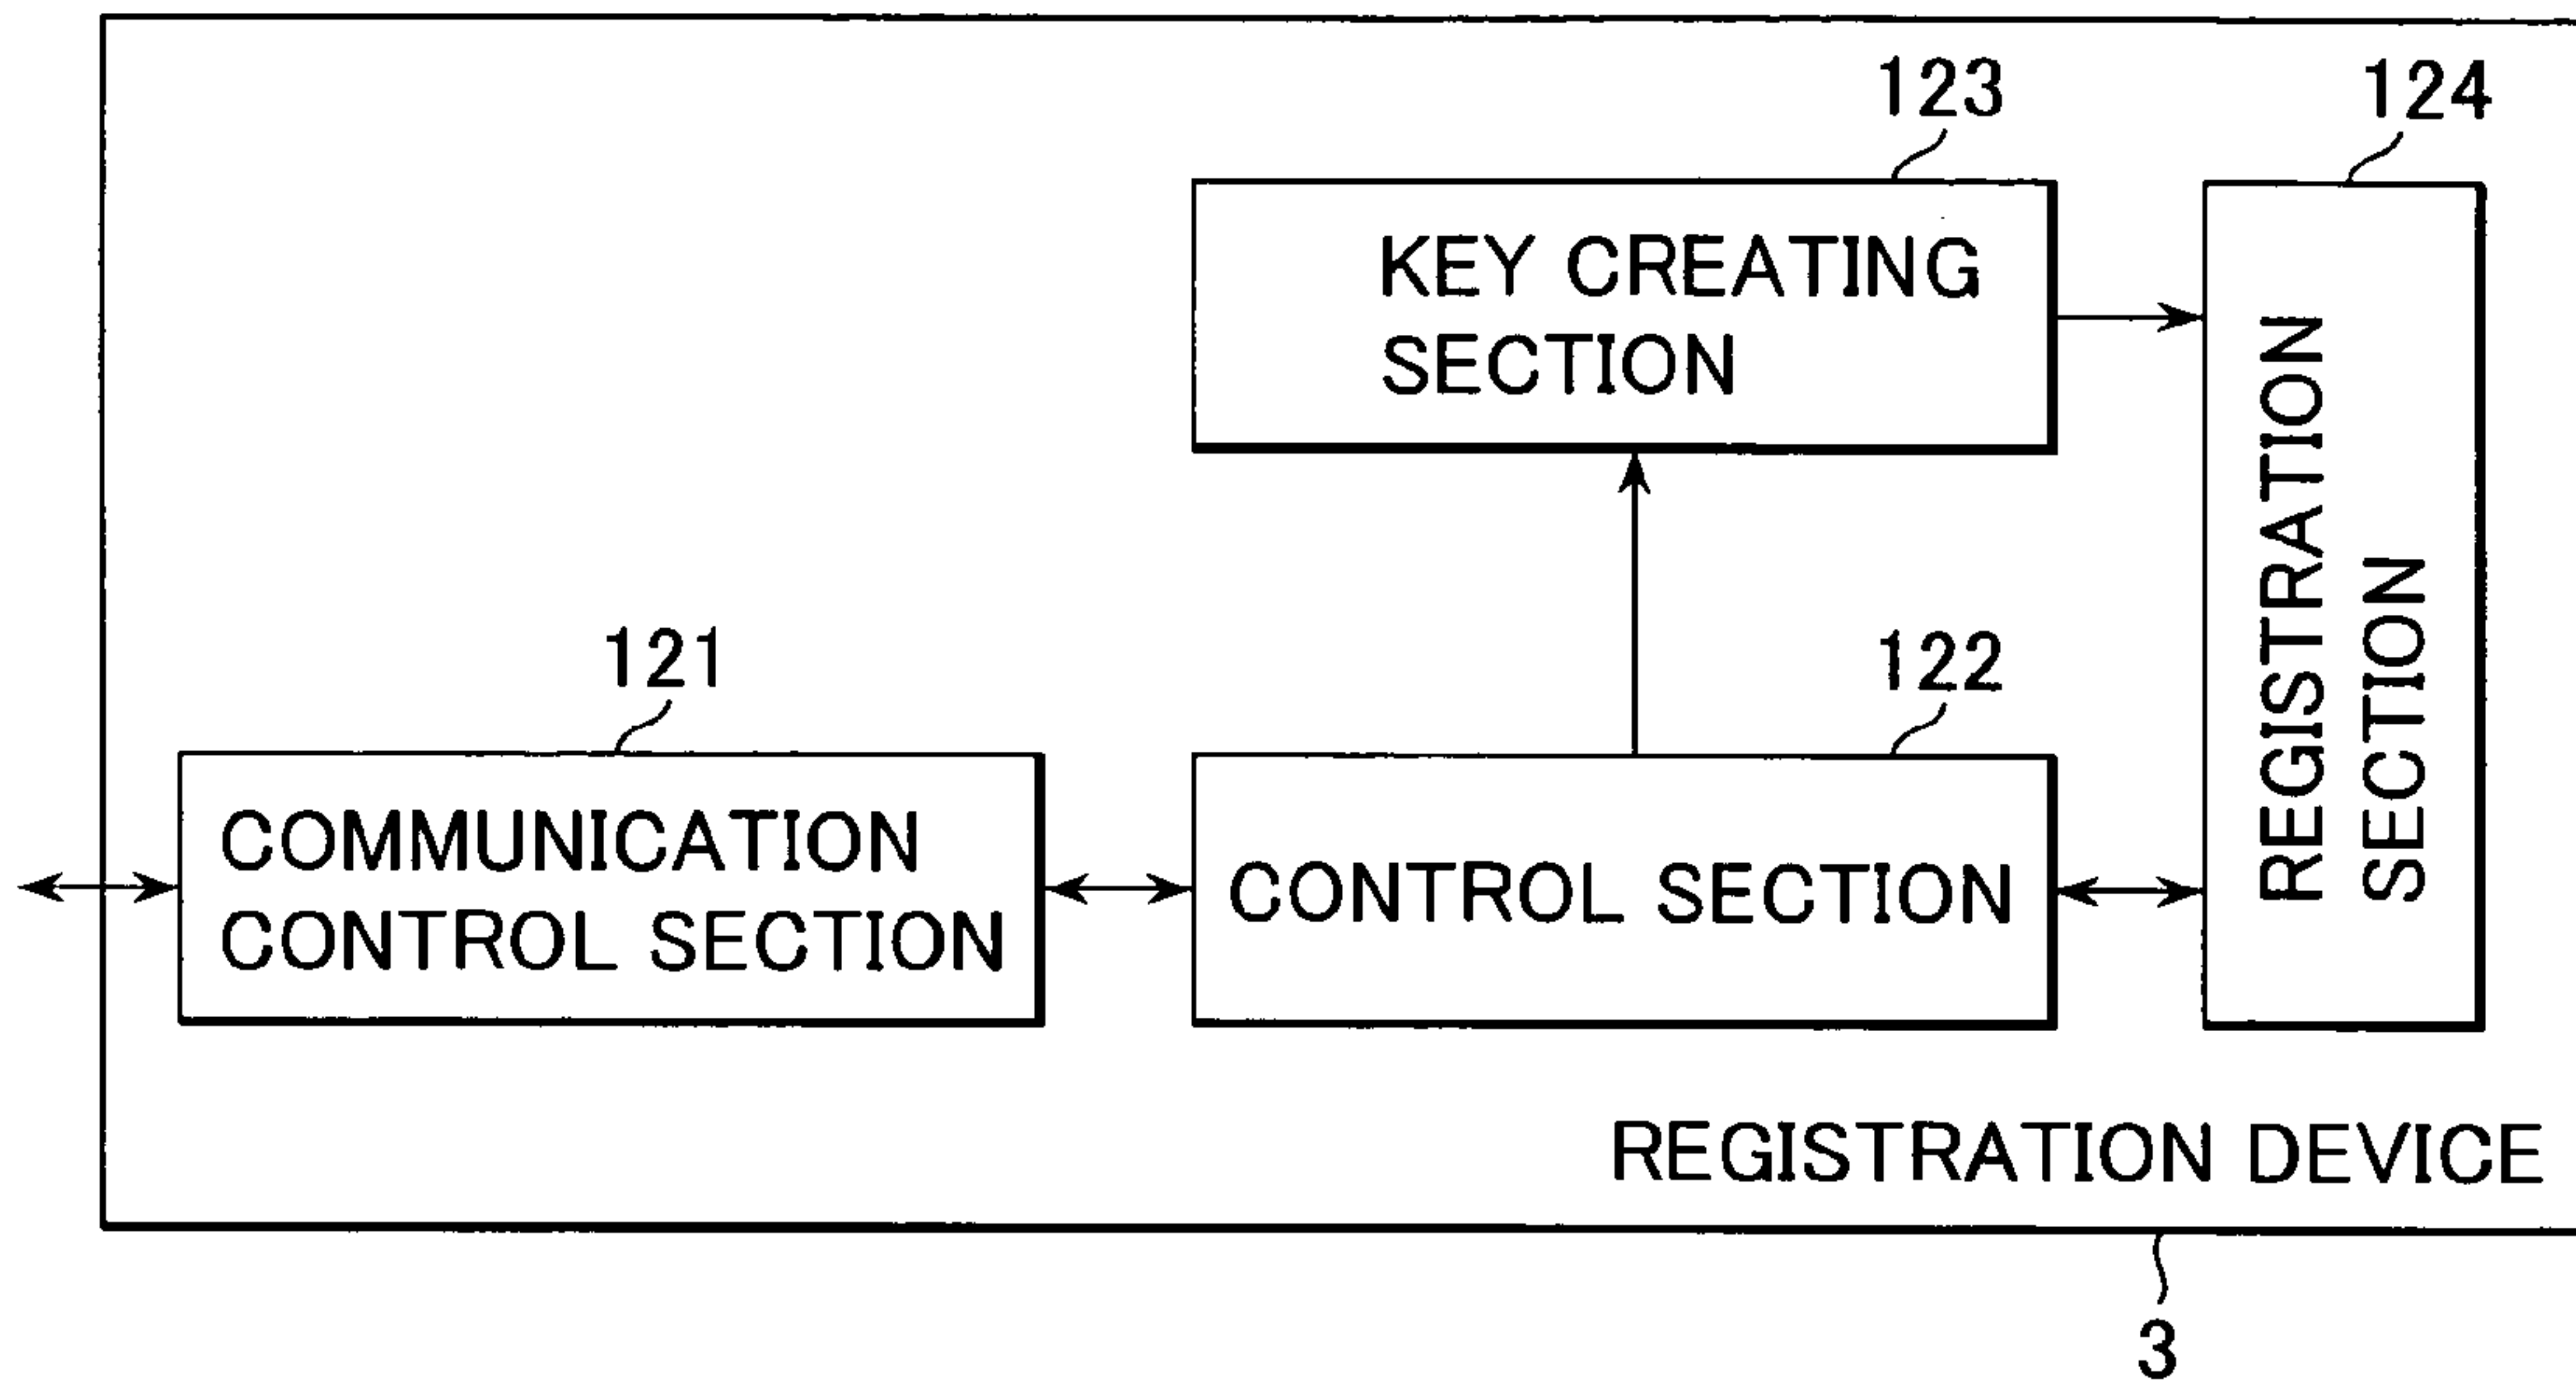 123
124
KEY CREATING
SECTION
REGISTRATION
SECTION
121
122
COMMUNICATION
CONTROL SECTION
CONTROL SECTION
REGISTRATION DEVICE
3